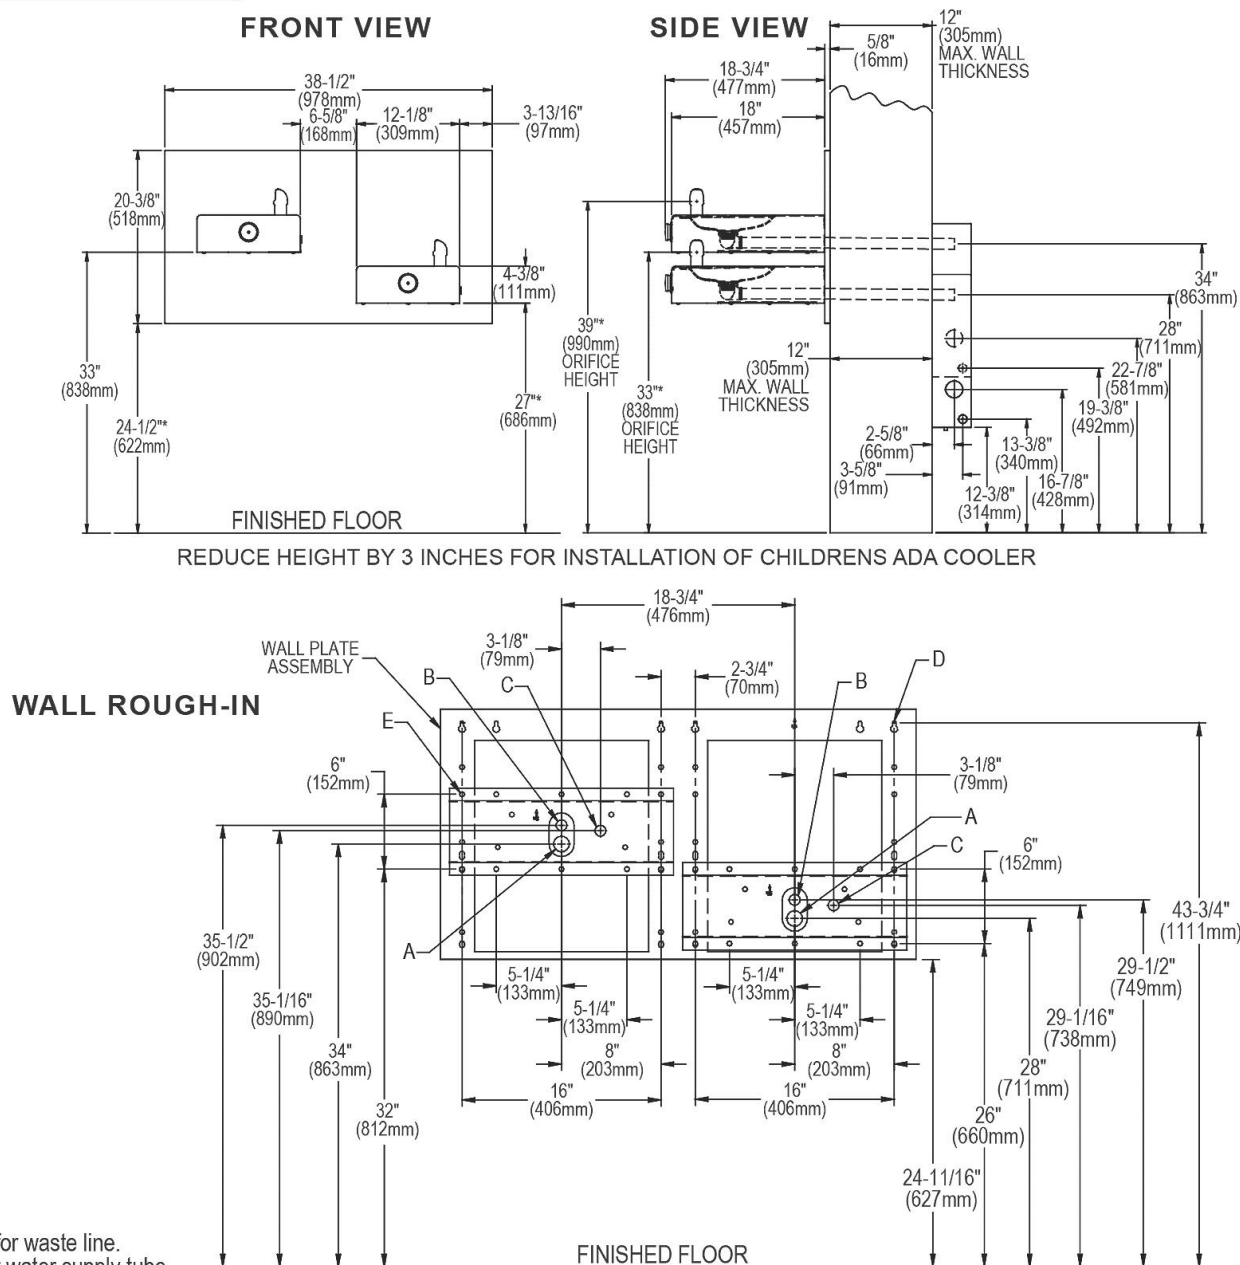 FRONT VIEW
SIDE VIEW
38-1/2"
(978mm)
6-5/8"
(168mm)
12-1/8"
(309mm)
3-13/16"
(97mm)
20-3/8"
(518mm)
4-3/8"
(111mm)
33"
(838mm)
24-1/2"*
(622mm)
27"*
(686mm)
FINISHED FLOOR
12"
(305mm)
MAX. WALL
THICKNESS
5/8"
(16mm)
18-3/4"
(477mm)
18"
(457mm)
39"*
(990mm)
ORIFICE
HEIGHT
33"*
(838mm)
ORIFICE
HEIGHT
12"
(305mm)
MAX. WALL
THICKNESS
34"
(863mm)
28"
(711mm)
22-7/8"
(581mm)
19-3/8"
(492mm)
2-5/8"
(66mm)
13-3/8"
(340mm)
3-5/8"
(91mm)
16-7/8"
(428mm)
12-3/8"
(314mm)
REDUCE HEIGHT BY 3 INCHES FOR INSTALLATION OF CHILDRENS ADA COOLER
WALL ROUGH-IN
18-3/4"
(476mm)
3-1/8"
(79mm)
WALL PLATE
ASSEMBLY
2-3/4"
(70mm)
B
C
B
D
E
6"
(152mm)
3-1/8"
(79mm)
A
C
6"
(152mm)
A
35-1/2"
(902mm)
35-1/16"
(890mm)
34"
(863mm)
32"
(812mm)
5-1/4"
(133mm)
5-1/4"
(133mm)
8"
(203mm)
16"
(406mm)
5-1/4"
(133mm)
5-1/4"
(133mm)
8"
(203mm)
16"
(406mm)
43-3/4"
(1111mm)
29-1/2"
(749mm)
29-1/16"
(738mm)
28"
(711mm)
26"
(660mm)
24-11/16"
(627mm)
for waste line.
water supply tube
FINISHED FLOOR